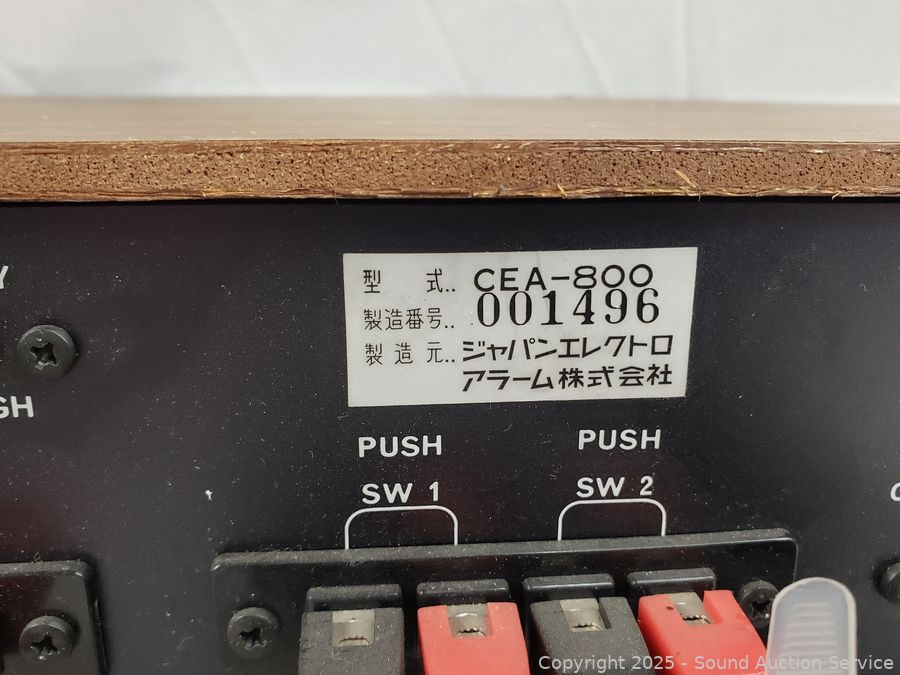 Y
GH
型 式.. CEA-800
製造番号.. 001496
製造元.. ジャパンエレクトロ
アラーム株式会社
PUSH
PUSH
SW 1
SW 2
Copyright 2025 - Sound Auction Service